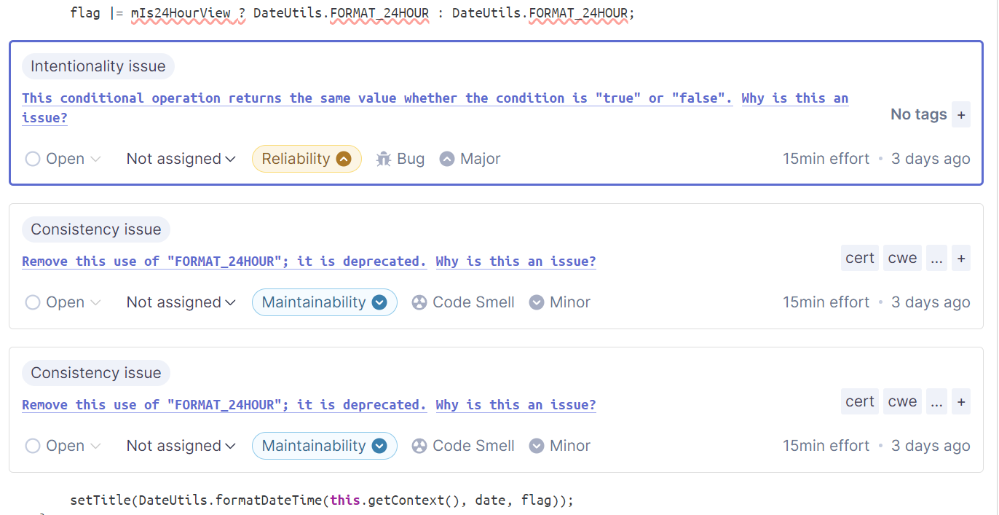 flag |= mIs24HourView ? DateUtils.FORMAT_24HOUR : DateUtils.FORMAT_24HOUR;
Intentionality issue
This conditional operation returns the same value whether the condition is "true" or "false". Why is this an
issue?
No tags +
Open Not assigned Reliability Bug Major 15min effort • 3 days ago
Consistency issue
Remove this use of "FORMAT_24HOUR"; it is deprecated. Why is this an issue?
cert cwe ... +
Open Not assigned Maintainability Code Smell Minor 15min effort • 3 days ago
Consistency issue
Remove this use of "FORMAT_24HOUR"; it is deprecated. Why is this an issue?
cert cwe ... +
Open Not assigned Maintainability Code Smell Minor 15min effort • 3 days ago
setTitle(DateUtils.formatDateTime(this.getContext(), date, flag));